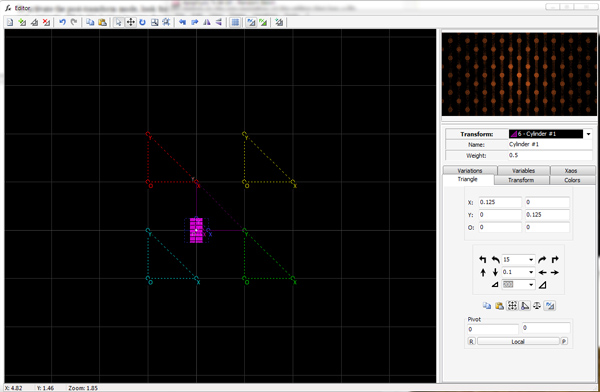 Editor
Transform: 6 - Cylinder #1
Name: Cylinder #1
Weight: 0.5
Variations Variables Xaos
Triangle Transform Colors
X: 0.125 0
Y: 0 0.125
O: 0 0
15
0.1
Pivot
0 0
R Local P
Y Y
O X O X
Y Y
O X O X
X: 4.82 Y: 1.46 Zoom: 1.85